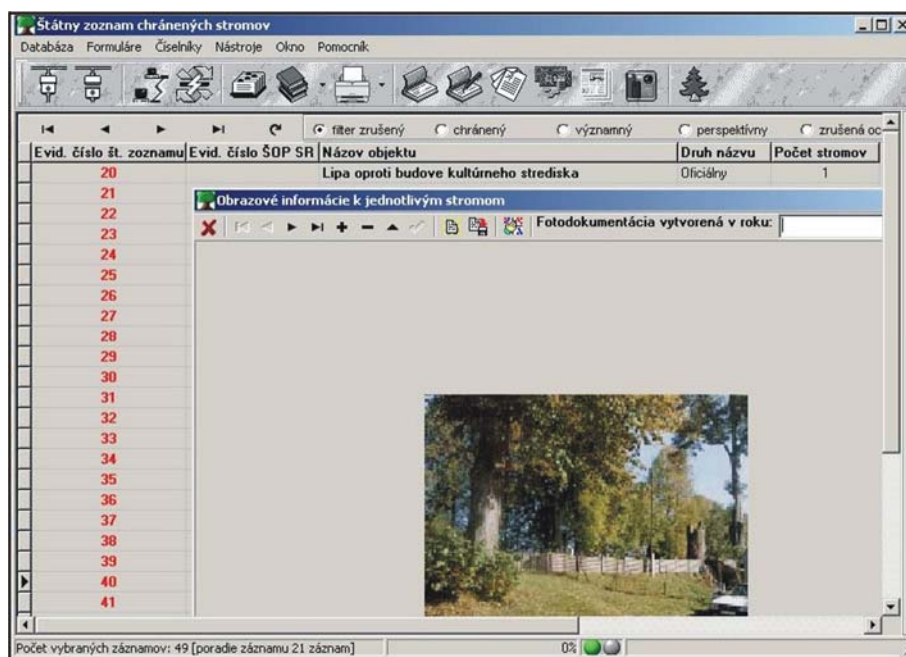 Štátny zoznam chránených stromov
Databáza Formuláre Číselníky Nástroje Okno Pomocník
filter zrušený chránený významný perspektívny zrušená oc
Evid. číslo št. zoznamu Evid. číslo ŠOP SR Názov objektu Druh názvu Počet stromov
20 Lipa oproti budove kultúrneho strediska Oficiálny 1
21
Obrazové informácie k jednotlivým stromom
22
Fotodokumentácia vytvorená v roku:
23
24
25
26
27
28
29
30
31
32
33
34
35
36
37
38
39
40
41
Počet vybraných záznamov: 49 [poradie záznamu 21 záznam] 0%